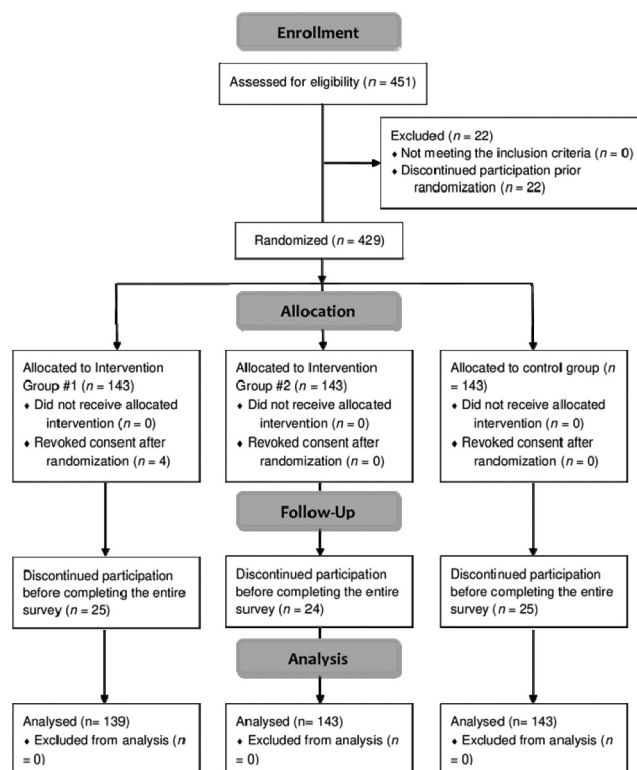 Enrollment
Assessed for eligibility (n = 451)
Excluded (n = 22)
♦ Not meeting the inclusion criteria (n = 0)
♦ Discontinued participation prior
randomization (n = 22)
Randomized (n = 429)
Allocation
Allocated to Intervention
Group #1 (n = 143)
♦ Did not receive allocated
intervention (n = 0)
♦ Revoked consent after
randomization (n = 4)
Allocated to Intervention
Group #2 (n = 143)
♦ Did not receive allocated
intervention (n = 0)
♦ Revoked consent after
randomization (n = 0)
Allocated to control group (n
= 143)
♦ Did not receive allocated
intervention (n = 0)
♦ Revoked consent after
randomization (n = 0)
Follow-Up
Discontinued participation
before completing the entire
survey (n = 25)
Discontinued participation
before completing the entire
survey (n = 24)
Discontinued participation
before completing the entire
survey (n = 25)
Analysis
Analysed (n= 139)
♦ Excluded from analysis (n
= 0)
Analysed (n= 143)
♦ Excluded from analysis (n
= 0)
Analysed (n= 143)
♦ Excluded from analysis (n
= 0)